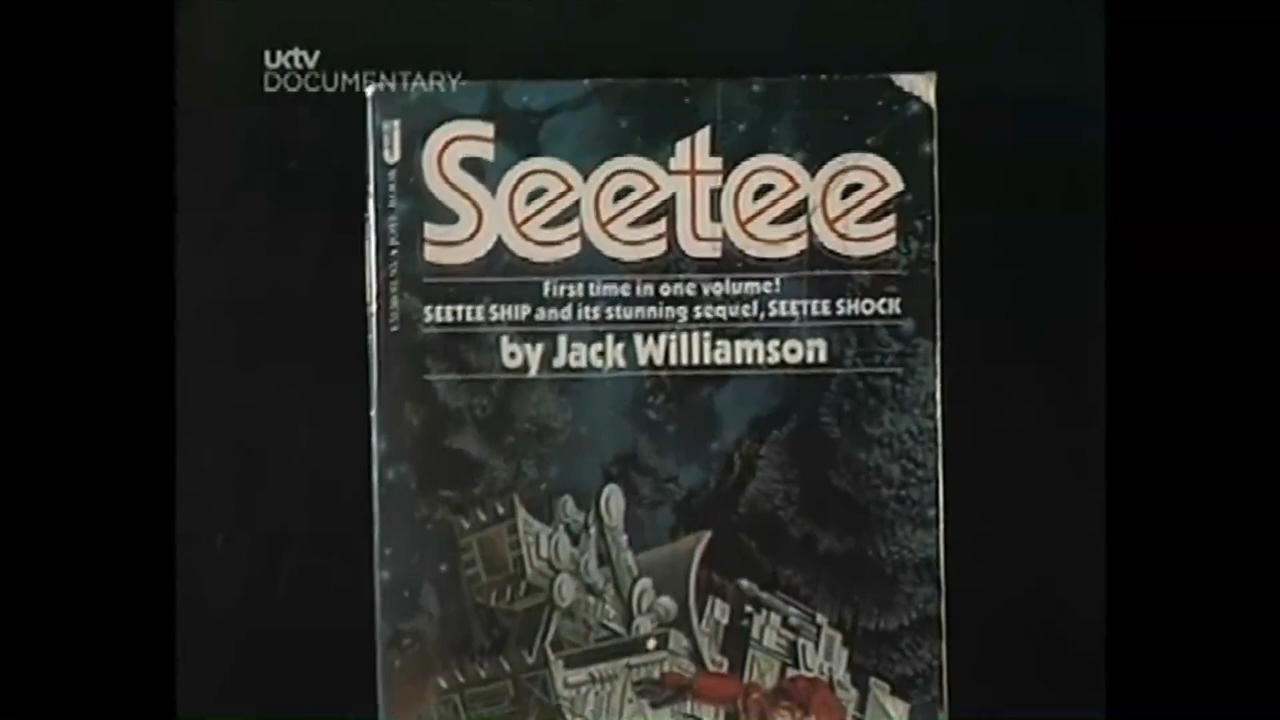 uktv
DOCUMENTARY
Seetee
First time in one volume!
SEETEE SHIP and its stunning sequel, SEETEE SHOCK
by Jack Williamson